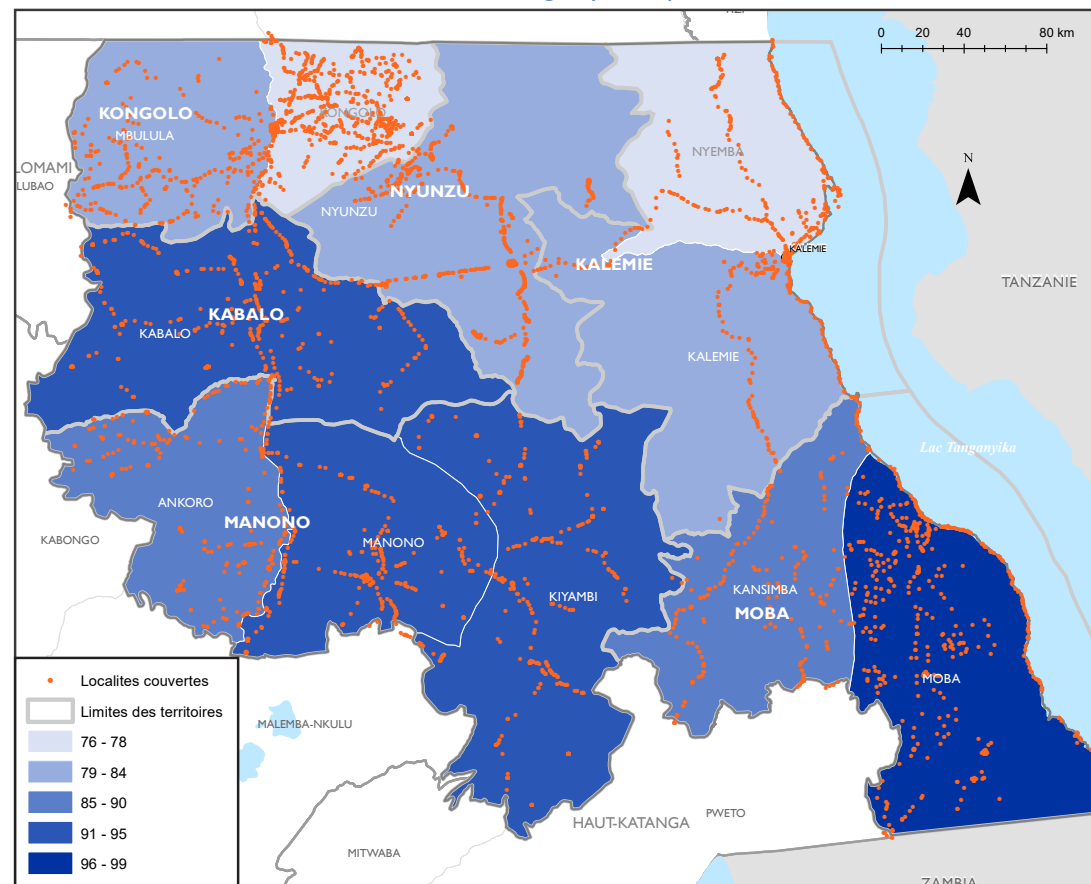 0 20 40 80 km
KONGOLO
KONGOLO
MBULULA
LOMAMI
LUBAO
NYEMBA
N
NYUNZU
NYUNZU
KALEMIE
KALEMIE
TANZANIE
KABALO
KABALO
KALEMIE
Lac Tanganyika
ANKORO
MANONO
KABONGO
MANONO
KANSIMBA
KIYAMBI
MOBA
MOBA
Localites couvertes
Limites des territoires
76 - 78
79 - 84
85 - 90
91 - 95
96 - 99
MALEMBA-NKULU
HAUT-KATANGA
PWETO
MITWABA
ZAMBIA